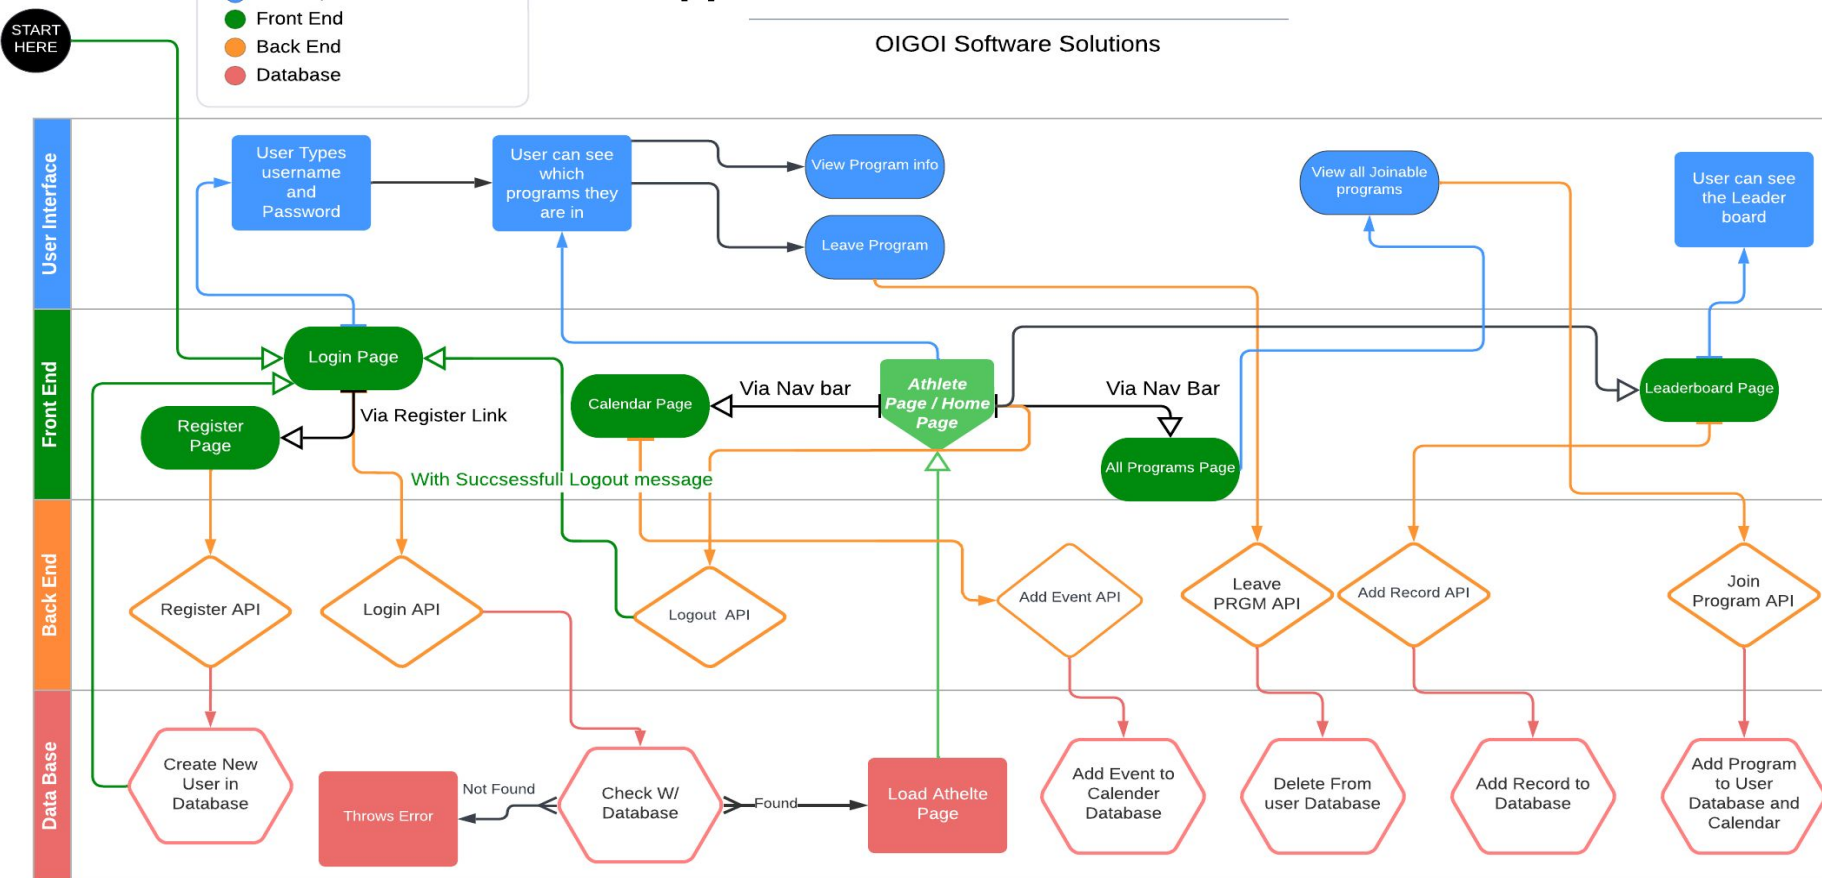 START
HERE
Front End
Back End
Database
OIGOI Software Solutions
User Interface
User Types
username
and
Password
User can see
which
programs they
are in
View Program info
Leave Program
View all Joinable
programs
User can see
the Leader
board
Front End
Login Page
Via Register Link
Register
Page
With Succsessfull Logout message
Calendar Page
Via Nav bar
Athlete
Page / Home
Page
Via Nav Bar
All Programs Page
Leaderboard Page
Back End
Register API
Login API
Logout API
Add Event API
Leave
PRGM API
Add Record API
Join
Program API
Data Base
Create New
User in
Database
Throws Error
Not Found
Check W/
Database
Found
Load Athelte
Page
Add Event to
Calender
Database
Delete From
user Database
Add Record to
Database
Add Program
to User
Database and
Calendar